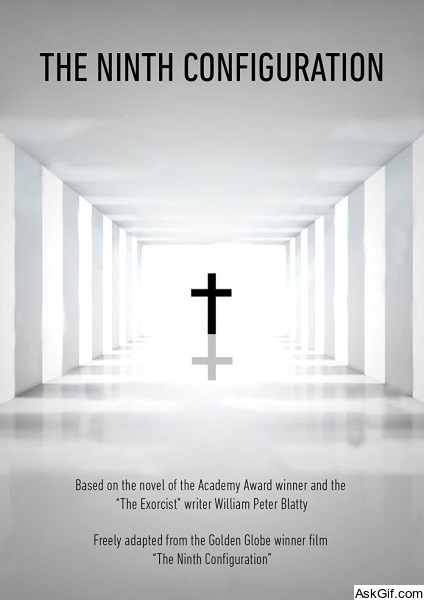 THE NINTH CONFIGURATION
Based on the novel of the Academy Award winner and the
“The Exorcist” writer William Peter Blatty
Freely adapted from the Golden Globe winner film
“The Ninth Configuration”
AskGif.com